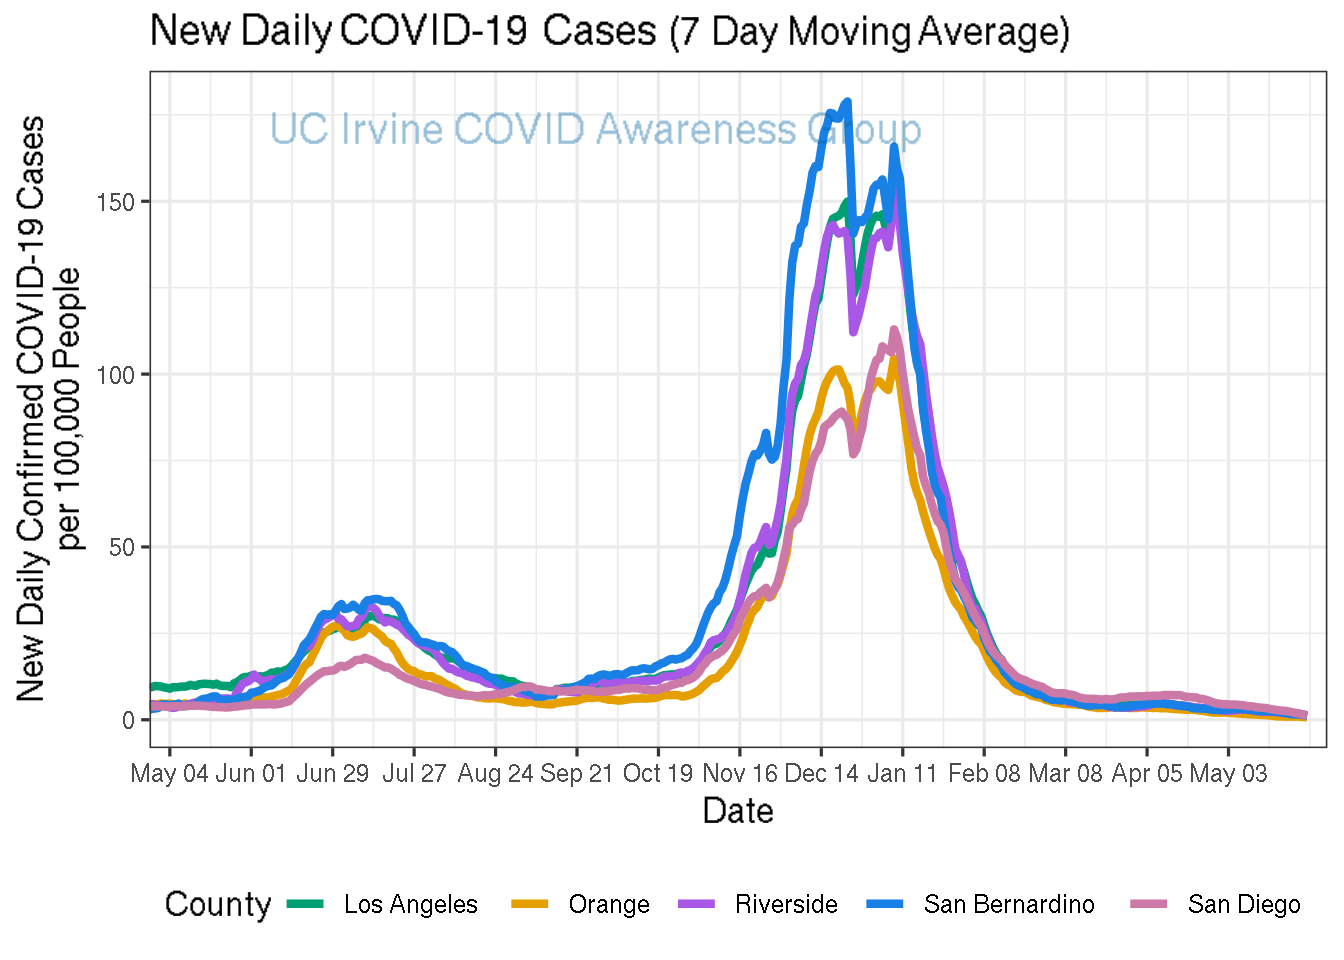 New Daily COVID-19 Cases (7 Day Moving Average)
UC Irvine COVID Awareness Group
New Daily Confirmed COVID-19 Cases
per 100,000 People
150
100
50
0
May 04 Jun 01 Jun 29 Jul 27 Aug 24 Sep 21 Oct 19 Nov 16 Dec 14 Jan 11 Feb 08 Mar 08 Apr 05 May 03
Date
County Los Angeles Orange Riverside San Bernardino San Diego